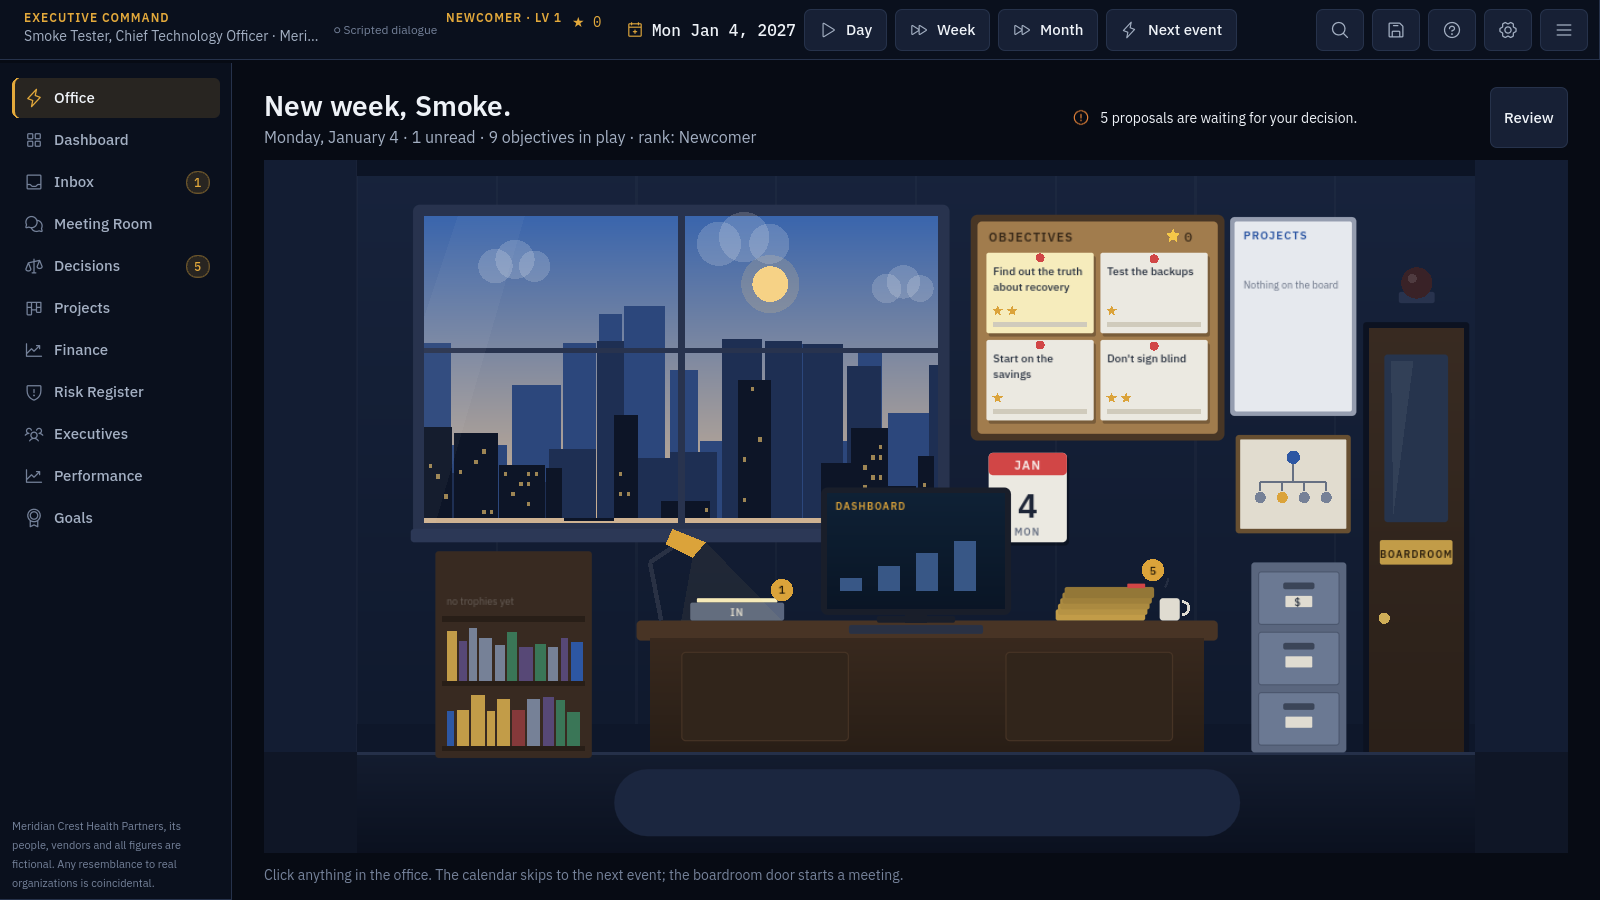 EXECUTIVE COMMAND
Smoke Tester, Chief Technology Officer · Meri...
Scripted dialogue
NEWCOMER · LV 1
★ 0
Mon Jan 4, 2027
Day
Week
Month
Next event
Office
Dashboard
Inbox
1
Meeting Room
Decisions
5
Projects
Finance
Risk Register
Executives
Performance
Goals
Meridian Crest Health Partners, its
people, vendors and all figures are
fictional. Any resemblance to real
organizations is coincidental.
New week, Smoke.
Monday, January 4 · 1 unread · 9 objectives in play · rank: Newcomer
5 proposals are waiting for your decision.
Review
OBJECTIVES
★ 0
Find out the truth
about recovery
★★
Test the backups
★
Start on the
savings
★
Don't sign blind
★★
PROJECTS
Nothing on the board
JAN
4
MON
DASHBOARD
BOARDROOM
no trophies yet
1
IN
5
$
Click anything in the office. The calendar skips to the next event; the boardroom door starts a meeting.